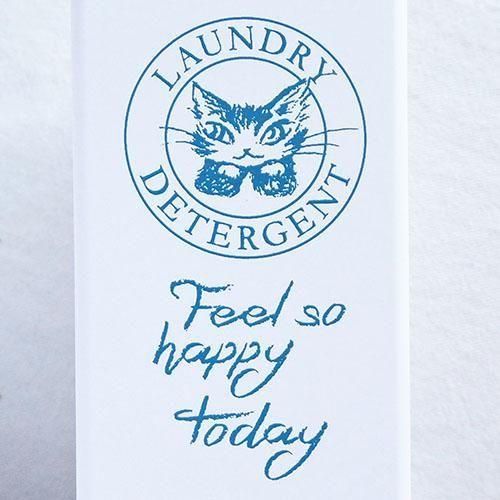 LAUNDRY
DETERGENT
Feel so
happy
today